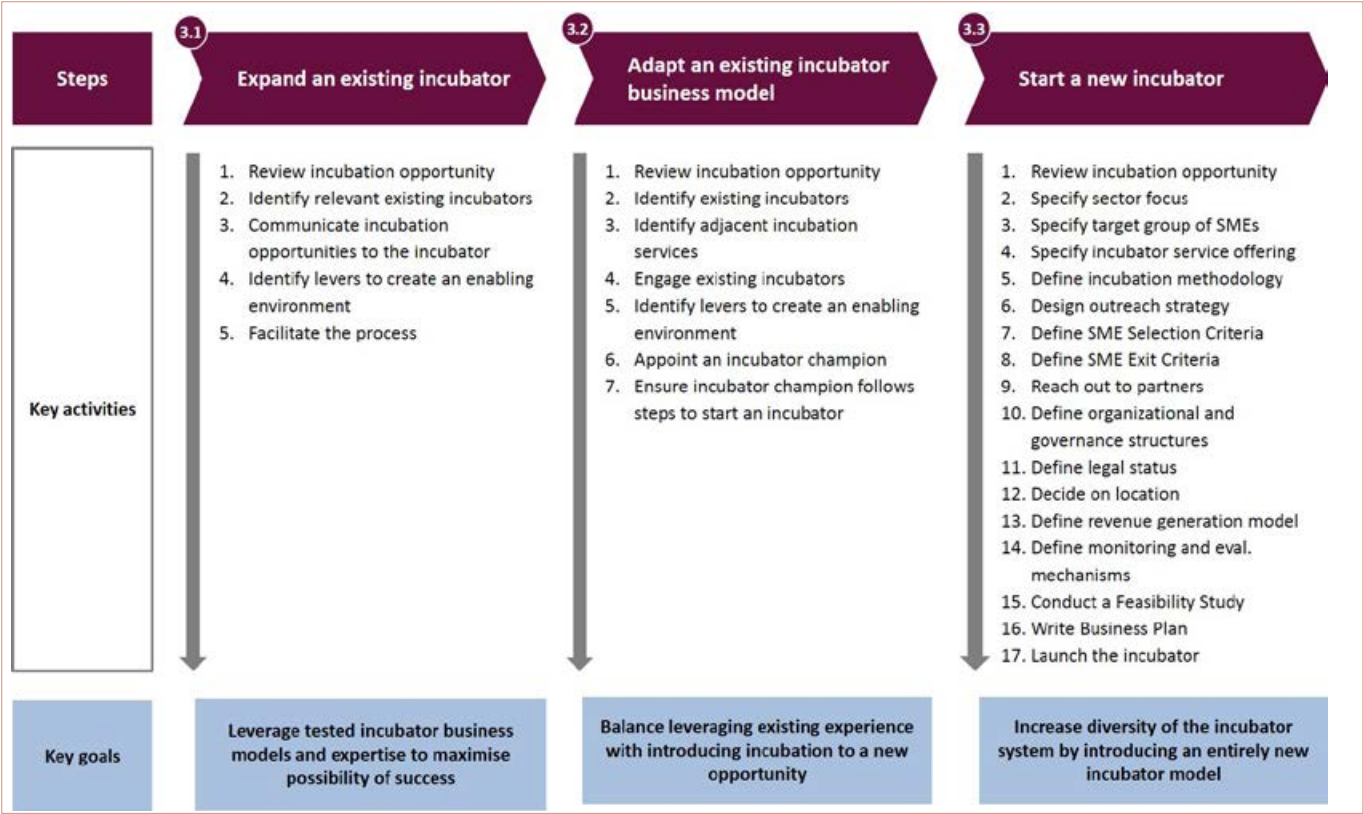 Steps
3.1
Expand an existing incubator
3.2
Adapt an existing incubator
business model
3.3
Start a new incubator
Key activities
1. Review incubation opportunity
2. Identify relevant existing incubators
3. Communicate incubation
opportunities to the incubator
4. Identify levers to create an enabling
environment
5. Facilitate the process
1. Review incubation opportunity
2. Identify existing incubators
3. Identify adjacent incubation
services
4. Engage existing incubators
5. Identify levers to create an enabling
environment
6. Appoint an incubator champion
7. Ensure incubator champion follows
steps to start an incubator
1. Review incubation opportunity
2. Specify sector focus
3. Specify target group of SMEs
4. Specify incubator service offering
5. Define incubation methodology
6. Design outreach strategy
7. Define SME Selection Criteria
8. Define SME Exit Criteria
9. Reach out to partners
10. Define organizational and
governance structures
11. Define legal status
12. Decide on location
13. Define revenue generation model
14. Define monitoring and eval.
mechanisms
15. Conduct a Feasibility Study
16. Write Business Plan
17. Launch the incubator
Key goals
Leverage tested incubator business
models and expertise to maximise
possibility of success
Balance leveraging existing experience
with introducing incubation to a new
opportunity
Increase diversity of the incubator
system by introducing an entirely new
incubator model